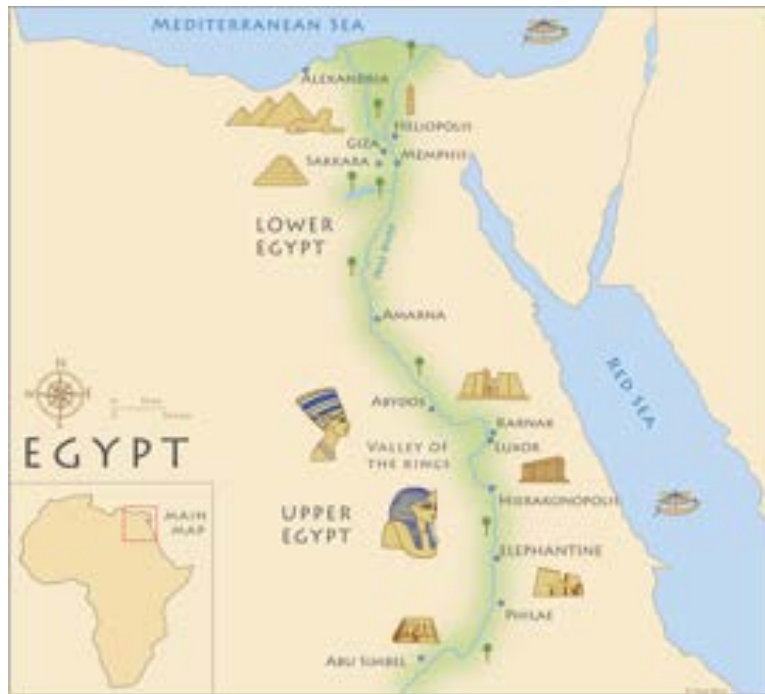 MEDITERRANEAN SEA
ALEXANDRIA
HELIOPOLIS
GIZA
SAKKARA
MEMPHIS
LOWER
EGYPT
NILE RIVER
AMARNA
RED SEA
N
ABYDOS
KARNAK
LUXOR
VALLEY OF
THE KINGS
EGYPT
HIERAKONOPOLIS
UPPER
EGYPT
MAIN
MAP
ELEPHANTINE
PHILAE
ABU SIMBEL